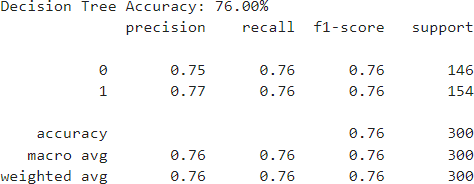 Decision Tree Accuracy: 76.00%
precision recall f1-score support
0 0.75 0.76 0.76 146
1 0.77 0.76 0.76 154
accuracy 0.76 300
macro avg 0.76 0.76 0.76 300
weighted avg 0.76 0.76 0.76 300